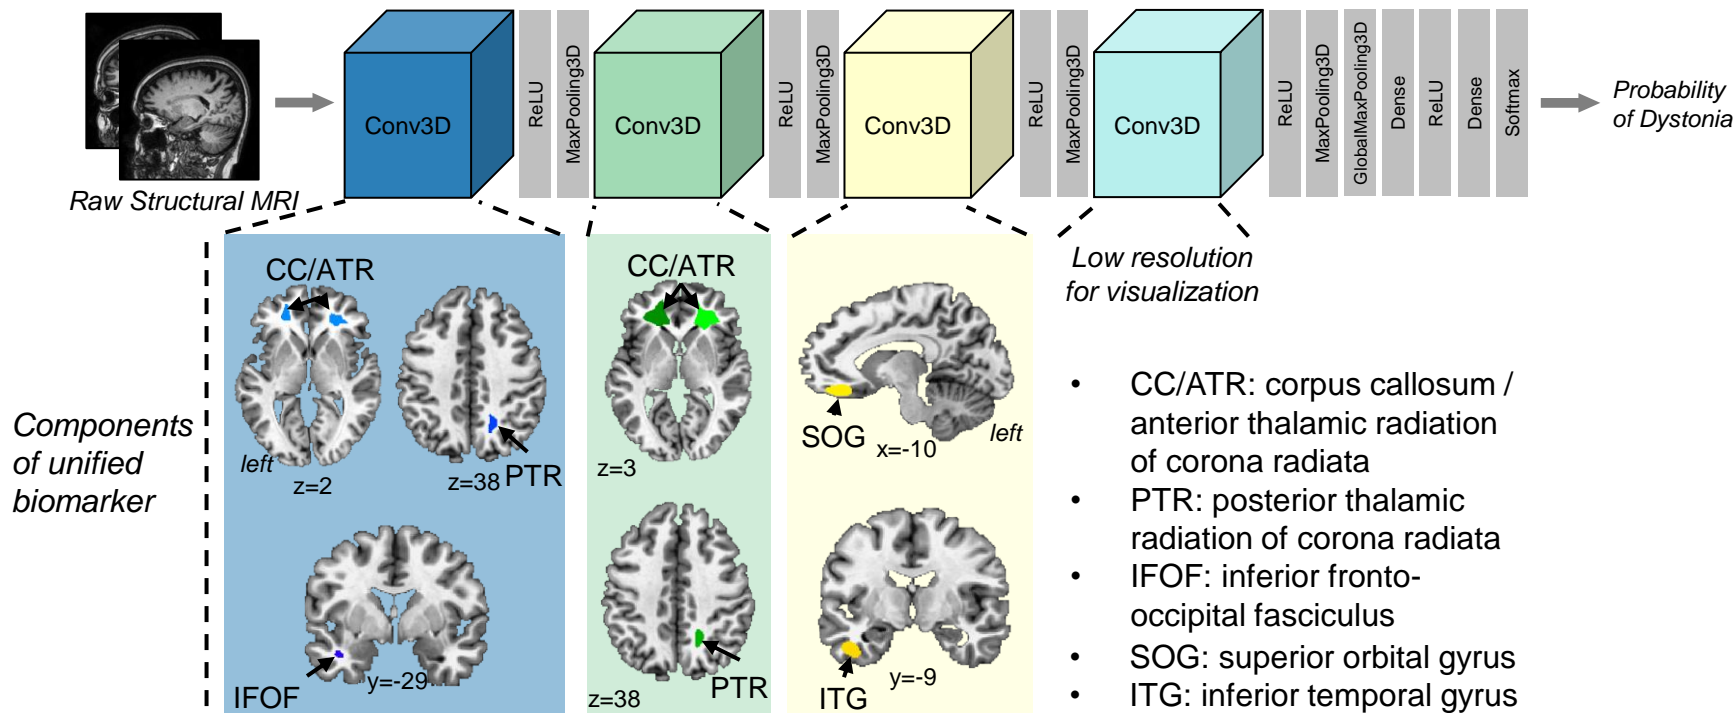 Raw Structural MRI
Conv3D
ReLU
MaxPooling3D
Conv3D
ReLU
MaxPooling3D
Conv3D
ReLU
MaxPooling3D
Conv3D
ReLU
MaxPooling3D
GlobalMaxPooling3D
Dense
ReLU
Dense
Softmax
Probability
of Dystonia
Components
of unified
biomarker
CC/ATR
left
z=2
z=38
PTR
IFOF
y=-29
CC/ATR
z=3
z=38
PTR
SOG
x=-10
left
ITG
y=-9
Low resolution
for visualization
• CC/ATR: corpus callosum /
anterior thalamic radiation
of corona radiata
• PTR: posterior thalamic
radiation of corona radiata
• IFOF: inferior fronto-
occipital fasciculus
• SOG: superior orbital gyrus
• ITG: inferior temporal gyrus